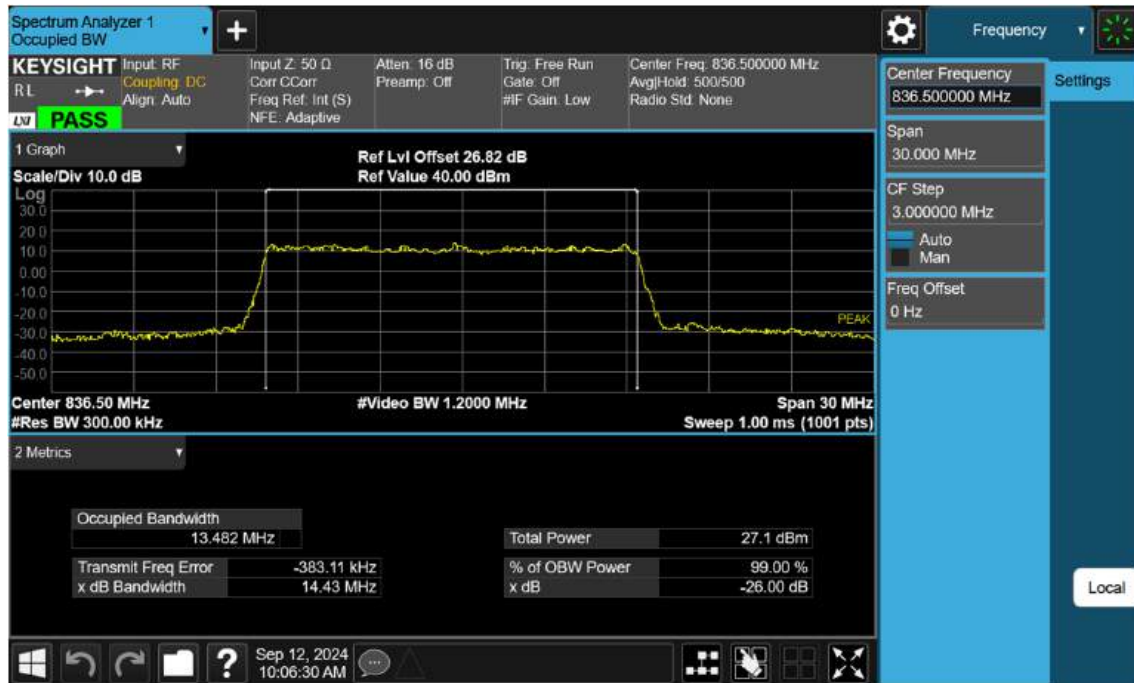 Spectrum Analyzer 1
Occupied BW
Frequency
KEYSIGHT
R L
LXI
PASS
Input: RF
Coupling: DC
Align: Auto
Input Z: 50 Ω
Corr CCorr
Freq Ref: Int (S)
NFE: Adaptive
Atten: 16 dB
Preamp: Off
Trig: Free Run
Gate: Off
#IF Gain: Low
Center Freq: 836.500000 MHz
Avg|Hold: 500/500
Radio Std: None
Center Frequency
836.500000 MHz
Settings
Span
30.000 MHz
CF Step
3.000000 MHz
Auto
Man
Freq Offset
0 Hz
Local
1 Graph
Scale/Div 10.0 dB
Ref Lvl Offset 26.82 dB
Ref Value 40.00 dBm
Log
30.0
20.0
10.0
0.00
-10.0
-20.0
-30.0
-40.0
-50.0
PEAK
Center 836.50 MHz
#Video BW 1.2000 MHz
Span 30 MHz
#Res BW 300.00 kHz
Sweep 1.00 ms (1001 pts)
2 Metrics
Occupied Bandwidth
13.482 MHz
Total Power 27.1 dBm
Transmit Freq Error -383.11 kHz
% of OBW Power 99.00 %
x dB Bandwidth 14.43 MHz
x dB -26.00 dB
?
Sep 12, 2024
10:06:30 AM